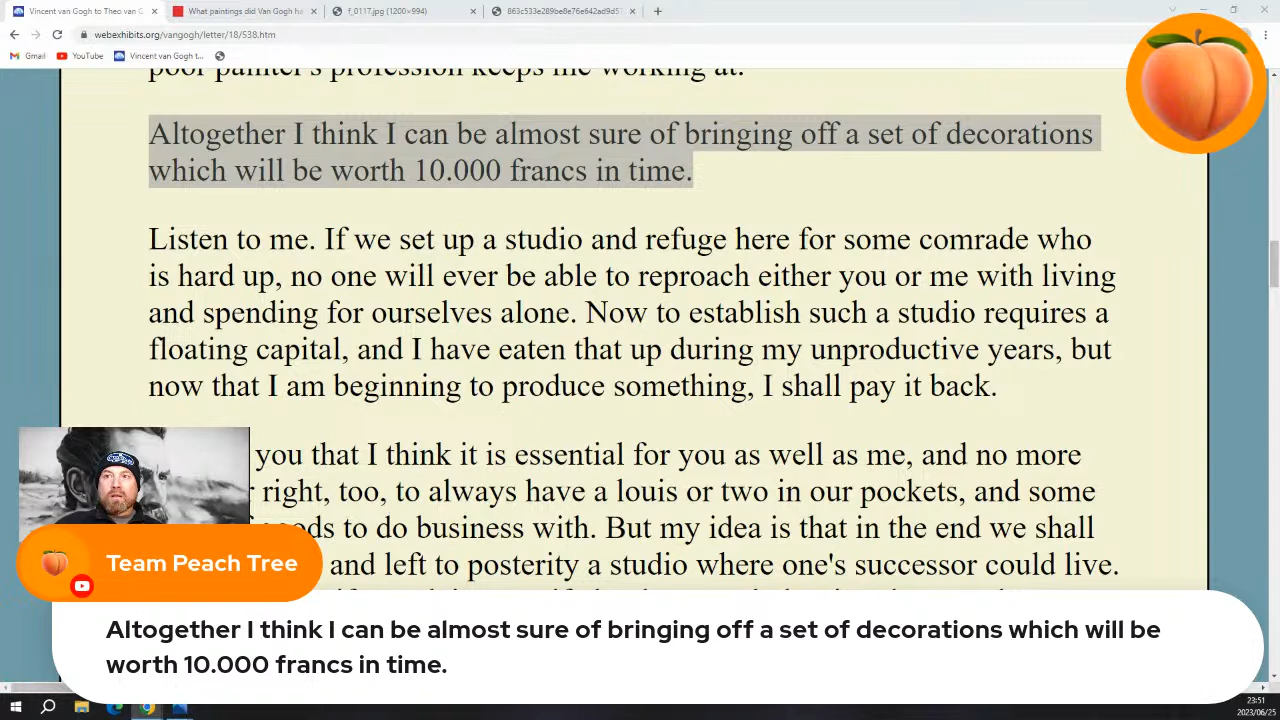 Vincent van Gogh to Theo van G
What paintings did Van Gogh ha
f_0117.jpg (1200×994)
863c533e289be8e76e642ad9d51
webexhibits.org/vangogh/letter/18/538.htm
Gmail
YouTube
Vincent van Gogh t...
poor painter's profession keeps me working at.
Altogether I think I can be almost sure of bringing off a set of decorations
which will be worth 10.000 francs in time.
Listen to me. If we set up a studio and refuge here for some comrade who
is hard up, no one will ever be able to reproach either you or me with living
and spending for ourselves alone. Now to establish such a studio requires a
floating capital, and I have eaten that up during my unproductive years, but
now that I am beginning to produce something, I shall pay it back.
you that I think it is essential for you as well as me, and no more
right, too, to always have a louis or two in our pockets, and some
goods to do business with. But my idea is that in the end we shall
and left to posterity a studio where one's successor could live.
Team Peach Tree
Altogether I think I can be almost sure of bringing off a set of decorations which will be
worth 10.000 francs in time.
23:51
2023/06/25